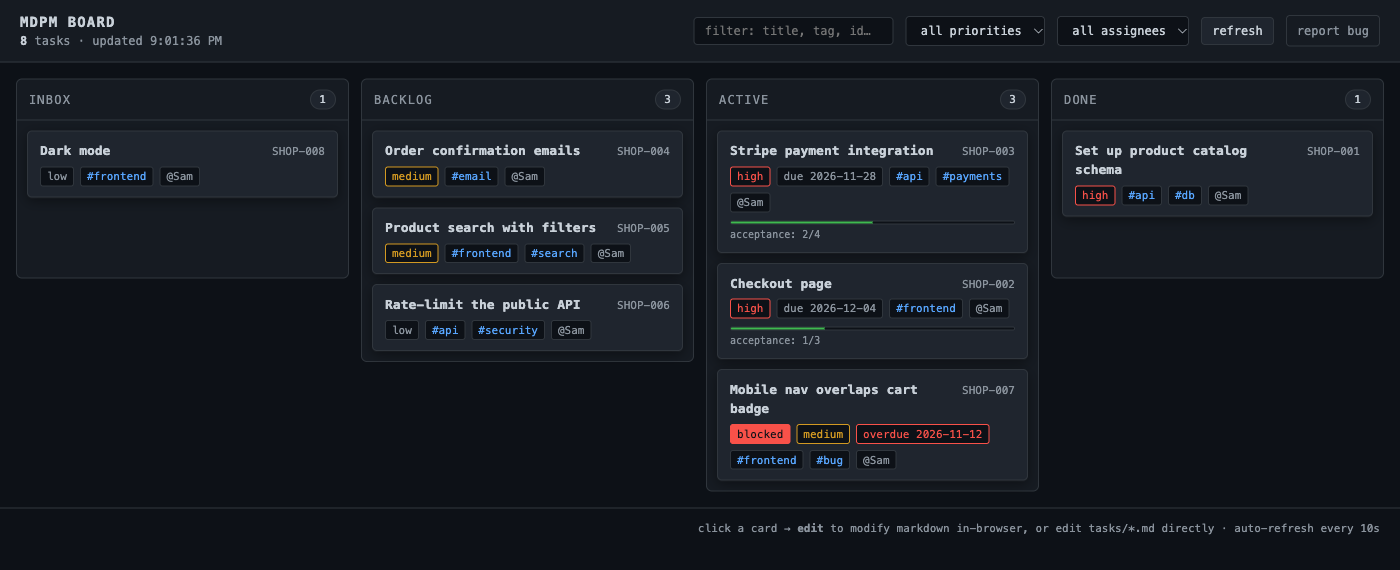 MDPM BOARD
8 tasks · updated 9:01:36 PM
filter: title, tag, id…
all priorities
all assignees
refresh
report bug
INBOX 1
Dark mode SHOP-008
low #frontend @Sam
BACKLOG 3
Order confirmation emails SHOP-004
medium #email @Sam
Product search with filters SHOP-005
medium #frontend #search @Sam
Rate-limit the public API SHOP-006
low #api #security @Sam
ACTIVE 3
Stripe payment integration SHOP-003
high due 2026-11-28 #api #payments
@Sam
acceptance: 2/4
Checkout page SHOP-002
high due 2026-12-04 #frontend @Sam
acceptance: 1/3
Mobile nav overlaps cart SHOP-007
badge
blocked medium overdue 2026-11-12
#frontend #bug @Sam
DONE 1
Set up product catalog SHOP-001
schema
high #api #db @Sam
click a card → edit to modify markdown in-browser, or edit tasks/*.md directly · auto-refresh every 10s